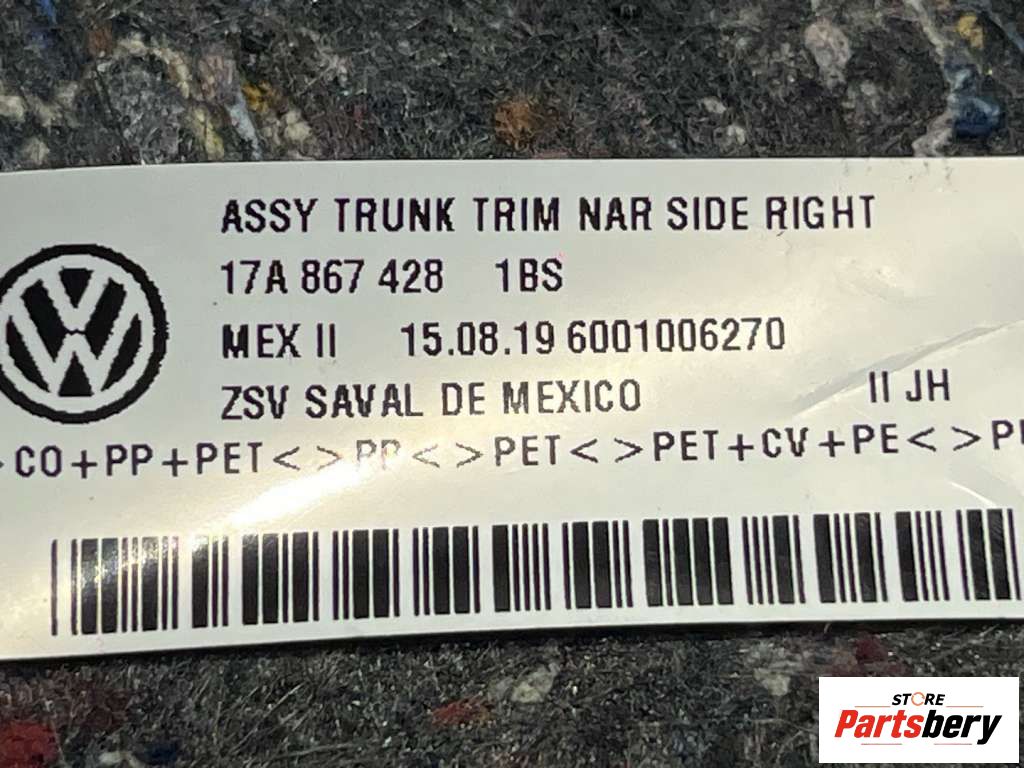 ASSY TRUNK TRIM NAR SIDE RIGHT
17A 867 428 1BS
MEX II 15.08.19 6001006270
ZSV SAVAL DE MEXICO II JH
>CO+PP+PET< >PP< >PET< >PET+CV+PE< >P
STORE
Partsbery